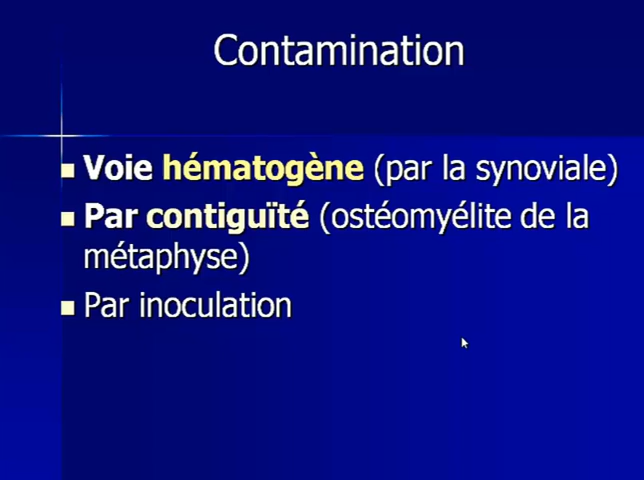 Contamination
Voie hématogène (par la synoviale)
Par contiguïté (ostéomyélite de la
métaphyse)
Par inoculation